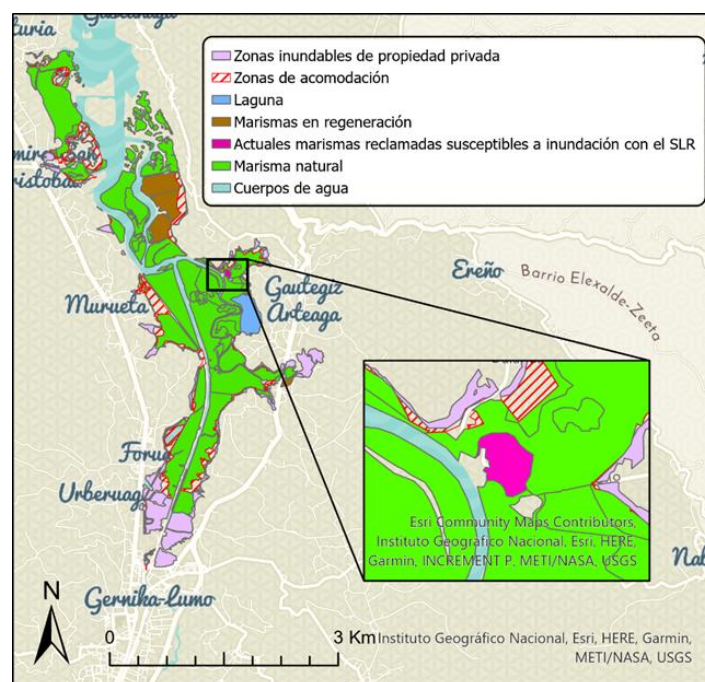 Zonas inundables de propiedad privada
Zonas de acomodación
Laguna
Marismas en regeneración
Actuales marismas reclamadas susceptibles a inundación con el SLR
Marisma natural
Cuerpos de agua
Ereño
Barrio Elexalde-Zeeta
Gautegiz
Arteaga
Murueta
Forua
Urberuag
Esri Community Maps Contributors,
Instituto Geográfico Nacional, Esri, HERE,
Garmin, INCREMENT P, METI/NASA, USGS
Gernika-Lumo
N
0
3 Km
Instituto Geográfico Nacional, Esri, HERE, Garmin,
METI/NASA, USGS